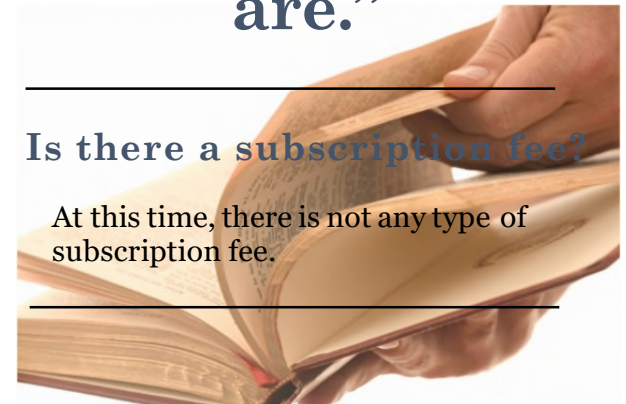 are.”
Is there a subscription fee?
At this time, there is not any type of
subscription fee.